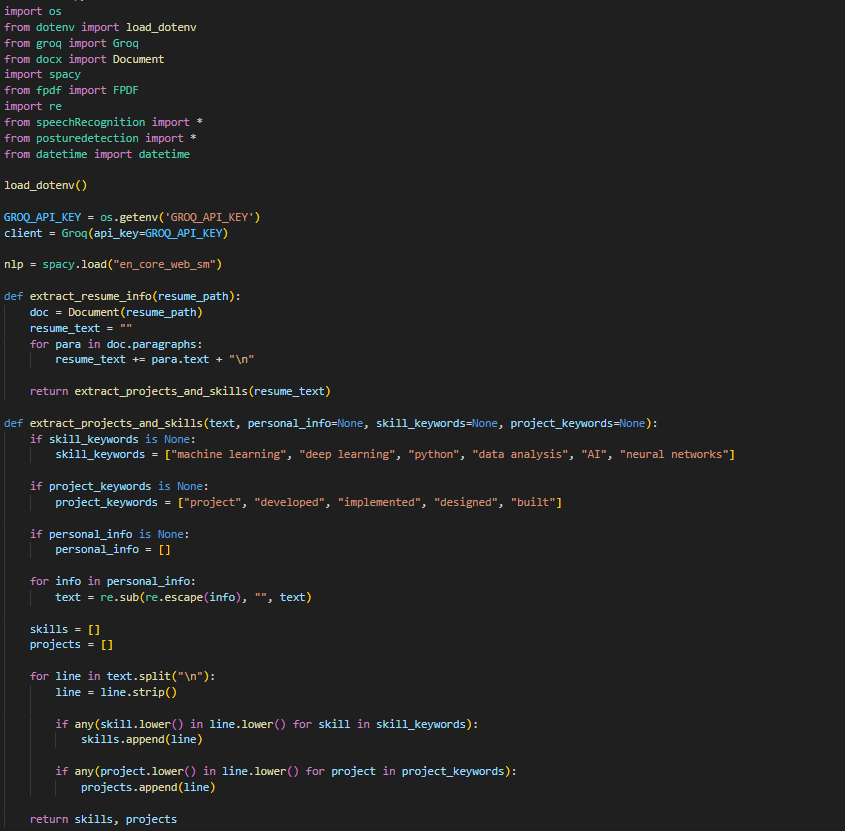 import os
from dotenv import load_dotenv
from groq import Groq
from docx import Document
import spacy
from fpdf import FPDF
import re
from speechRecognition import *
from posturedetection import *
from datetime import datetime

load_dotenv()

GROQ_API_KEY = os.getenv('GROQ_API_KEY')
client = Groq(api_key=GROQ_API_KEY)

nlp = spacy.load("en_core_web_sm")

def extract_resume_info(resume_path):
    doc = Document(resume_path)
    resume_text = ""
    for para in doc.paragraphs:
        resume_text += para.text + "\n"

    return extract_projects_and_skills(resume_text)

def extract_projects_and_skills(text, personal_info=None, skill_keywords=None, project_keywords=None):
    if skill_keywords is None:
        skill_keywords = ["machine learning", "deep learning", "python", "data analysis", "AI", "neural networks"]

    if project_keywords is None:
        project_keywords = ["project", "developed", "implemented", "designed", "built"]

    if personal_info is None:
        personal_info = []

    for info in personal_info:
        text = re.sub(re.escape(info), "", text)

    skills = []
    projects = []

    for line in text.split("\n"):
        line = line.strip()

        if any(skill.lower() in line.lower() for skill in skill_keywords):
            skills.append(line)

        if any(project.lower() in line.lower() for project in project_keywords):
            projects.append(line)

    return skills, projects